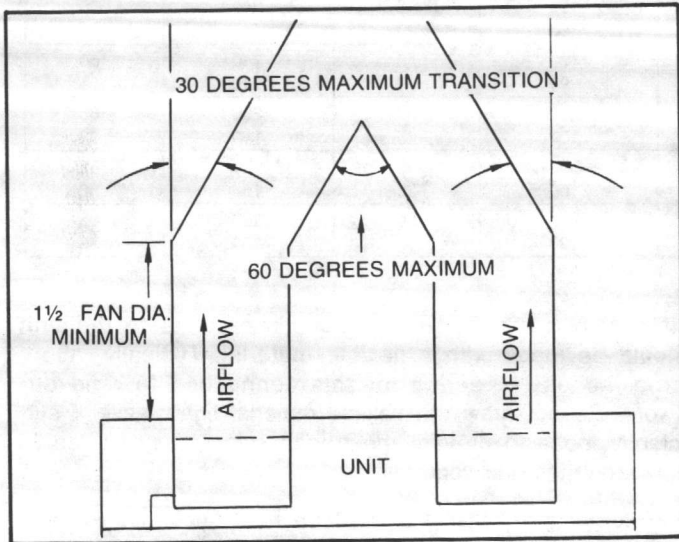 30 DEGREES MAXIMUM TRANSITION
60 DEGREES MAXIMUM
1½ FAN DIA.
MINIMUM
AIRFLOW
AIRFLOW
UNIT